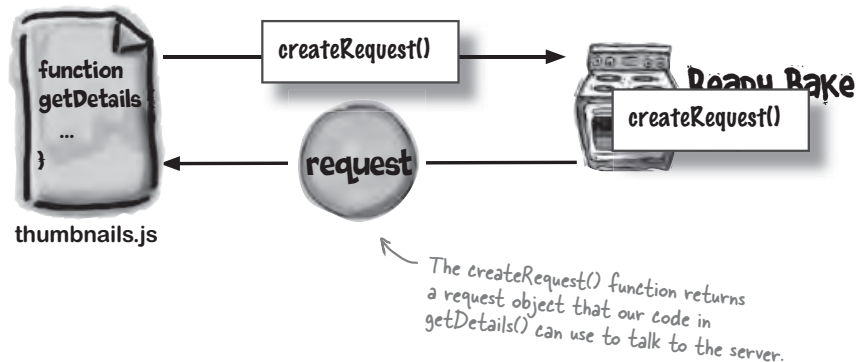 createRequest()
function
getDetails
...
}
Ready Bake
createRequest()
request
thumbnails.js
The createRequest() function returns
a request object that our code in
getDetails() can use to talk to the server.